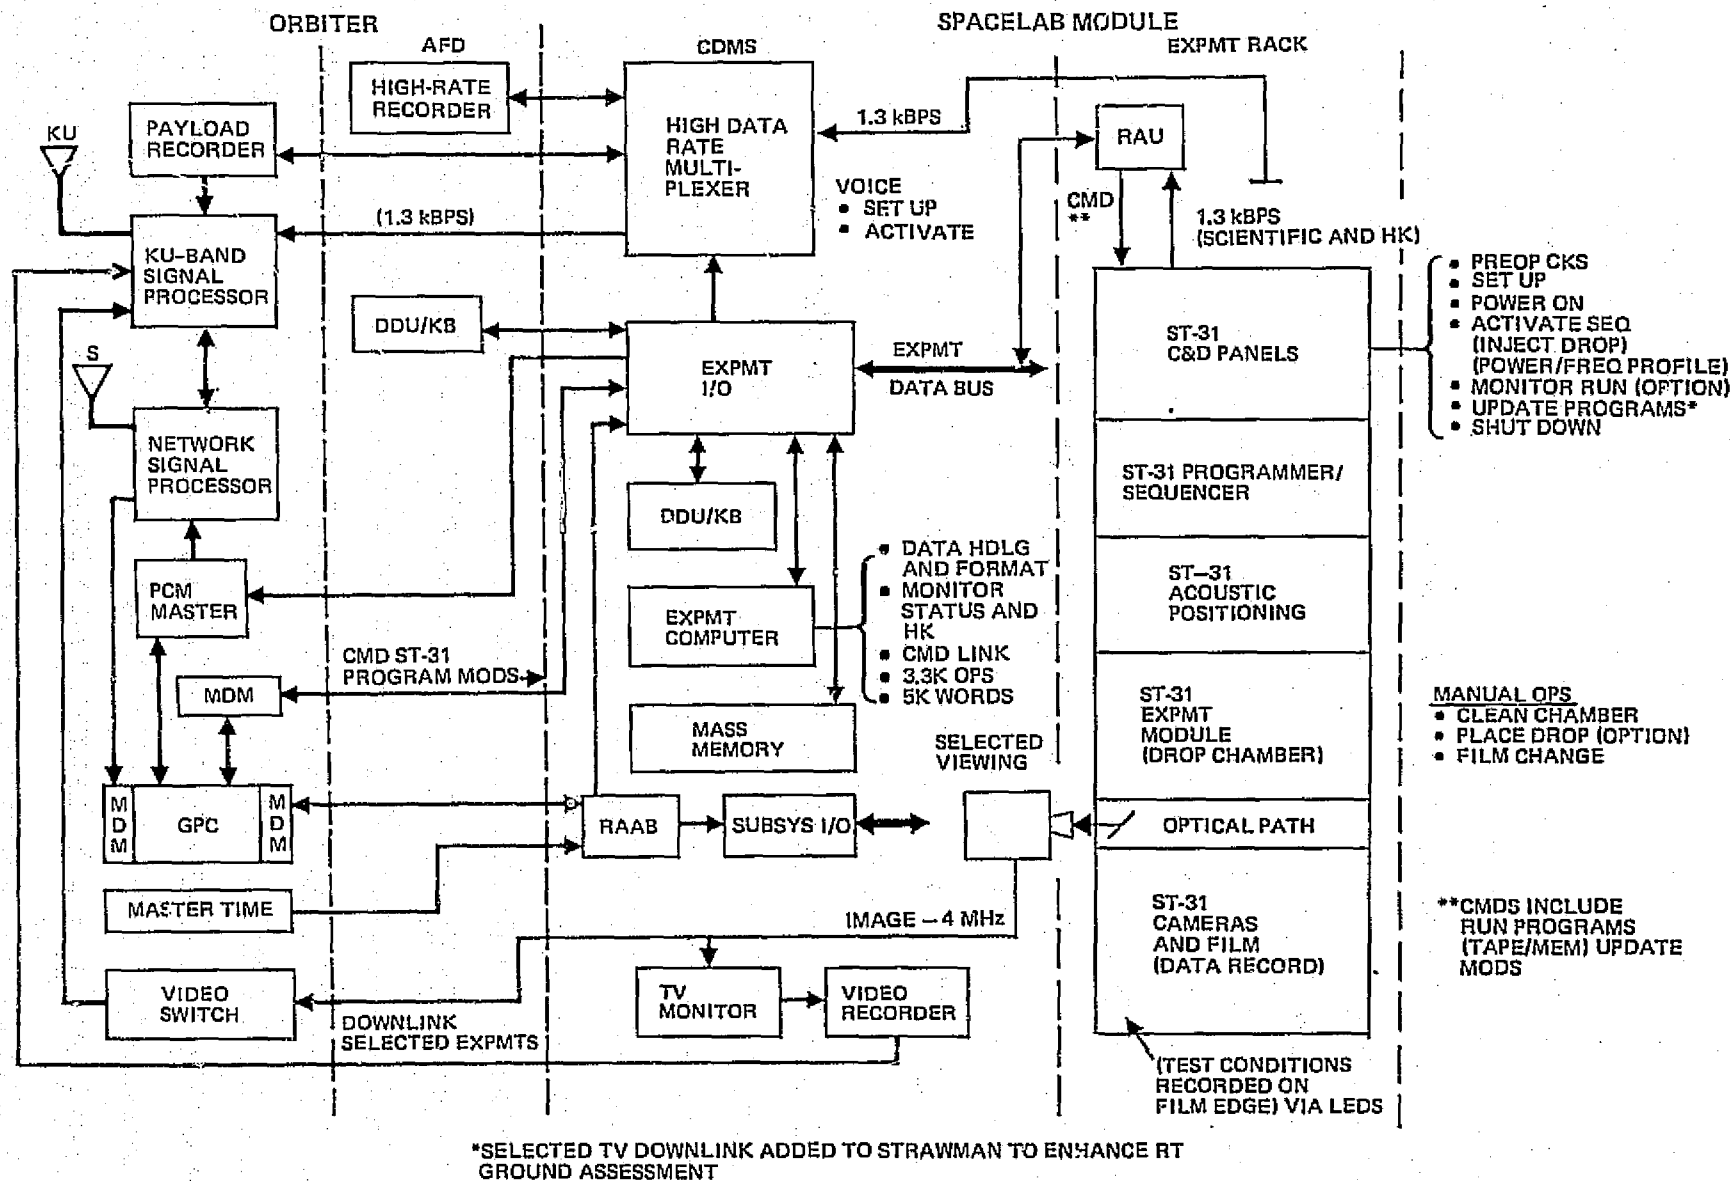 ORBITER
SPACELAB MODULE
AFD
CDMS
EXPMT RACK
HIGH-RATE
RECORDER
PAYLOAD
RECORDER
KU
HIGH DATA
RATE
MULTI-
PLEXER
1.3 kBPS
RAU
VOICE
• SET UP
• ACTIVATE
CMD
**
1.3 kBPS
(SCIENTIFIC AND HK)
(1.3 kBPS)
KU-BAND
SIGNAL
PROCESSOR
DDU/KB
S
EXPMT
I/O
EXPMT
DATA BUS
ST-31
C&D PANELS
• PREOP CKS
• SET UP
• POWER ON
• ACTIVATE SEQ
(INJECT DROP)
(POWER/FREQ PROFILE)
• MONITOR RUN (OPTION)
• UPDATE PROGRAMS*
• SHUT DOWN
NETWORK
SIGNAL
PROCESSOR
DDU/KB
ST-31 PROGRAMMER/
SEQUENCER
PCM
MASTER
EXPMT
COMPUTER
• DATA HDLG
AND FORMAT
• MONITOR
STATUS AND
HK
• CMD LINK
• 3.3K OPS
• 5K WORDS
ST-31
ACOUSTIC
POSITIONING
CMD ST-31
PROGRAM MODS
MDM
MASS
MEMORY
SELECTED
VIEWING
ST-31
EXPMT
MODULE
(DROP CHAMBER)
MANUAL OPS
• CLEAN CHAMBER
• PLACE DROP (OPTION)
• FILM CHANGE
MDM
GPC
MDM
RAAB
SUBSYS I/O
OPTICAL PATH
MASTER TIME
IMAGE – 4 MHz
ST-31
CAMERAS
AND FILM
(DATA RECORD)
**CMDS INCLUDE
RUN PROGRAMS
(TAPE/MEM) UPDATE
MODS
VIDEO
SWITCH
TV
MONITOR
VIDEO
RECORDER
DOWNLINK
SELECTED EXPMTS
(TEST CONDITIONS
RECORDED ON
FILM EDGE) VIA LEDS
*SELECTED TV DOWNLINK ADDED TO STRAWMAN TO ENHANCE RT
GROUND ASSESSMENT